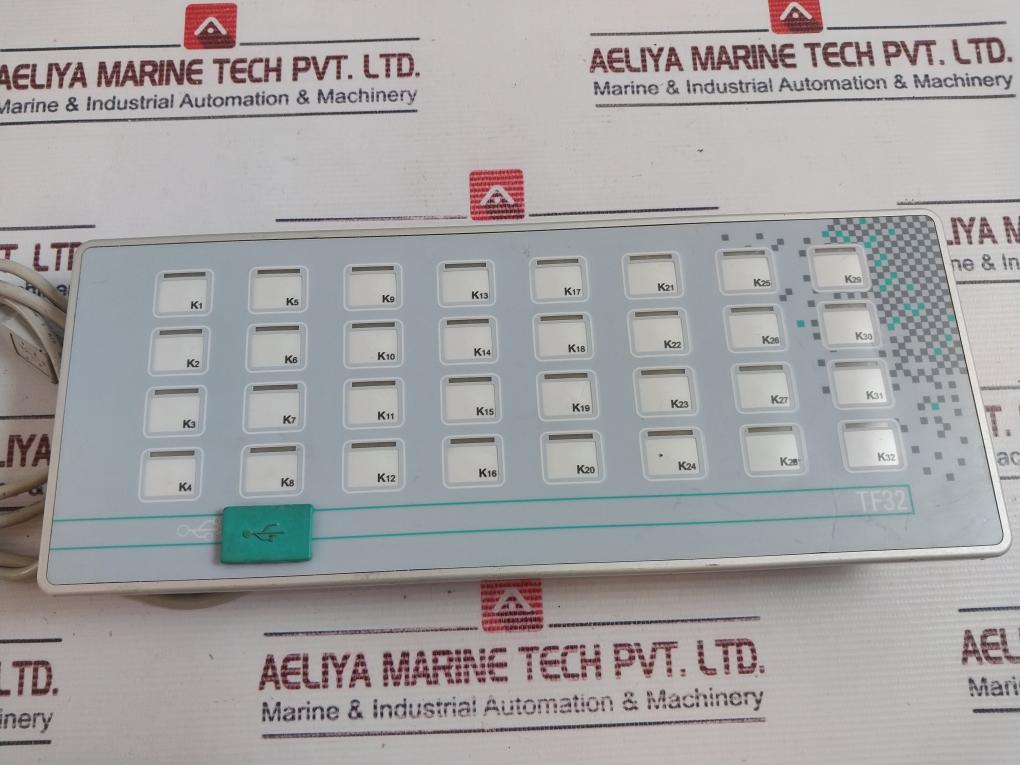 AELIYA MARINE TECH PVT. LTD.
Marine & Industrial Automation & Machinery
AELIYA MARINE TECH PVT. LTD.
Marine & Industrial Automation & Machinery
K1 K5 K9 K13 K17 K21 K25 K29
K2 K6 K10 K14 K18 K22 K26 K30
K3 K7 K11 K15 K19 K23 K27 K31
K4 K8 K12 K16 K20 K24 K28 K32
TF32
AELIYA MARINE TECH PVT. LTD.
Marine & Industrial Automation & Machinery
LTD.
inery